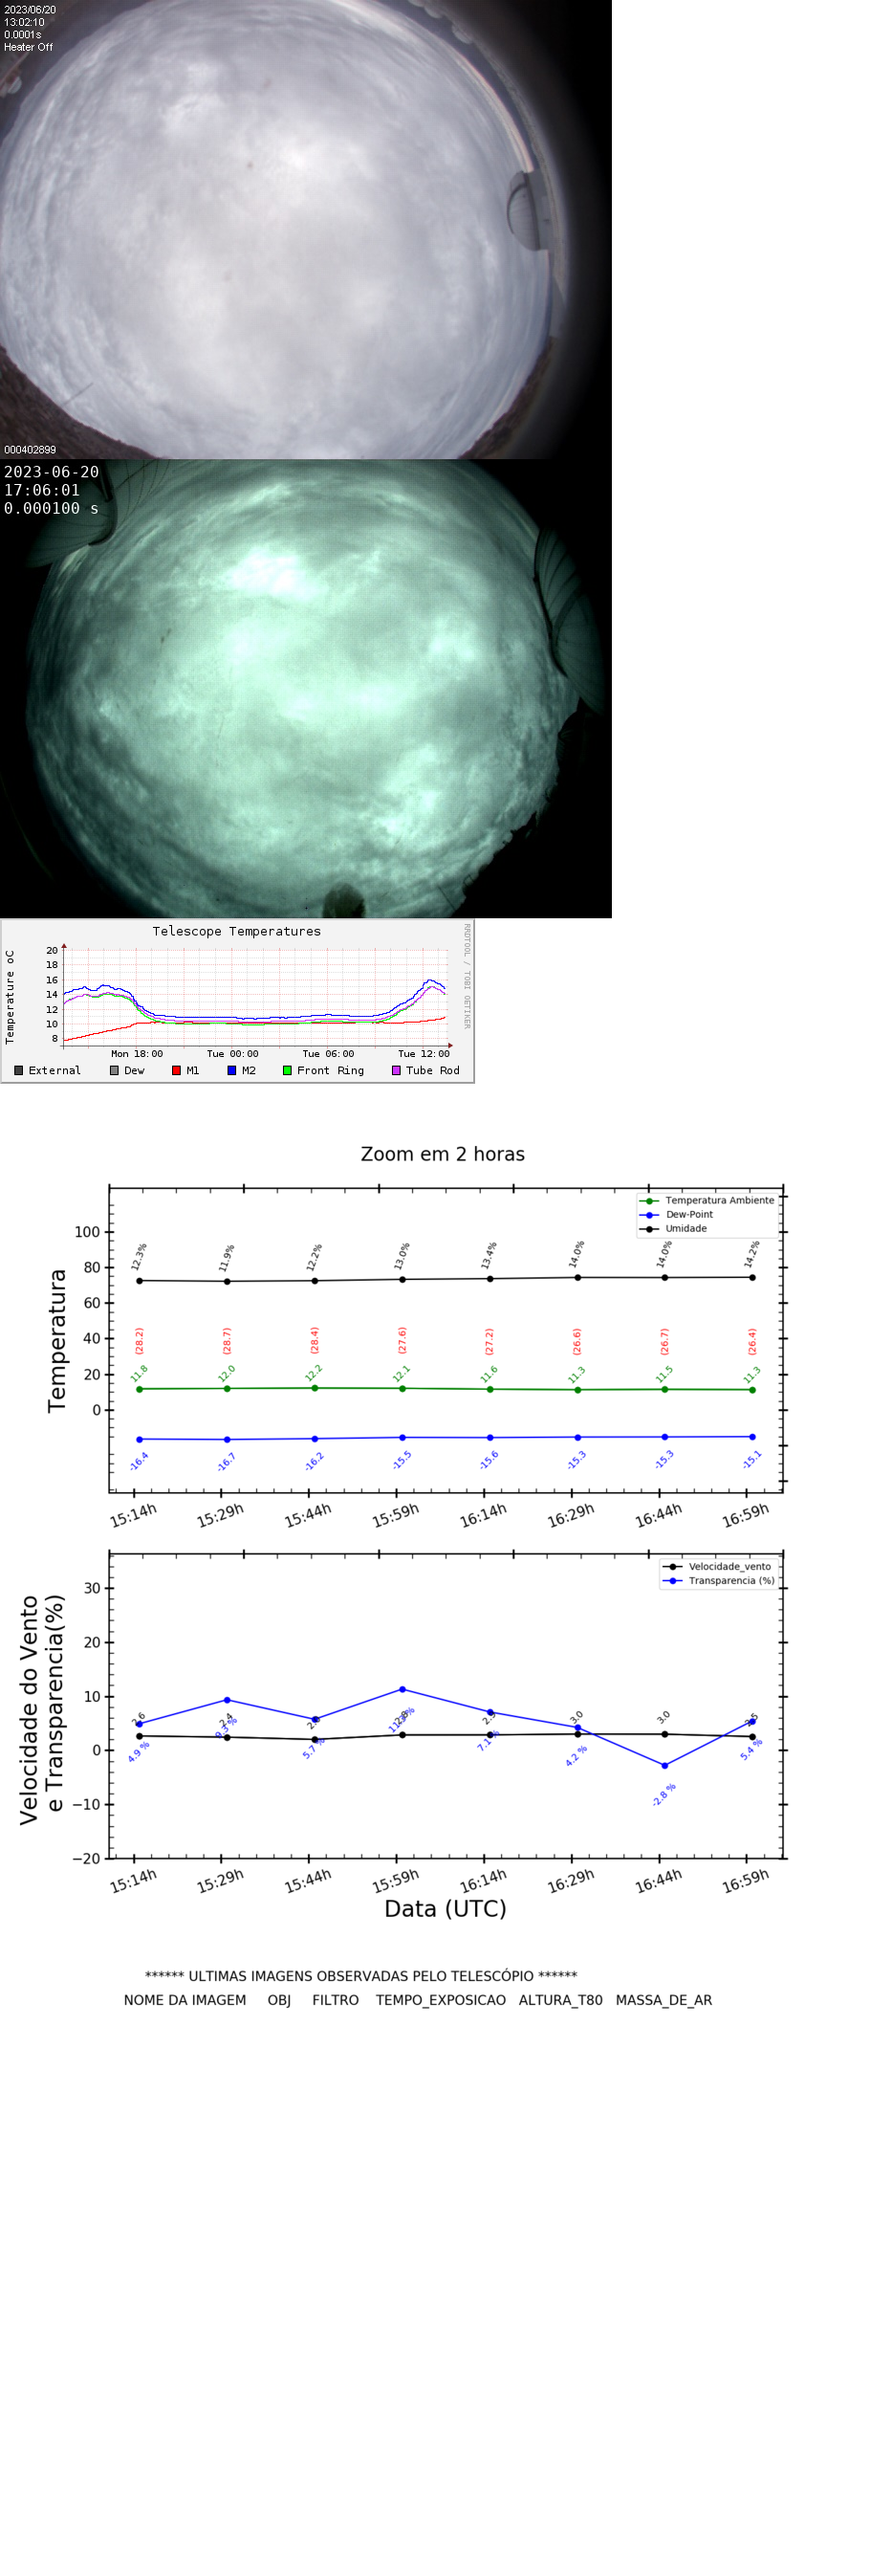 2023/06/20
13:02:10
0.0001s
Heater Off
000402899
2023-06-20
17:06:01
0.000100 s
Telescope Temperatures
RRDTOOL / TOBI OETIKER
Temperature oC
20
18
16
14
12
10
8
Mon 18:00 Tue 00:00 Tue 06:00 Tue 12:00
External Dew M1 M2 Front Ring Tube Rod
Zoom em 2 horas
Temperatura Ambiente
Dew-Point
Umidade
Temperatura
100
80
60
40
20
0
12.3% 11.9% 12.2% 13.0% 13.4% 14.0% 14.0% 14.2%
(28.2) (28.7) (28.4) (27.6) (27.2) (26.6) (26.7) (26.4)
11.8 12.0 12.2 12.1 11.6 11.3 11.5 11.3
-16.4 -16.7 -16.2 -15.5 -15.6 -15.3 -15.3 -15.1
15:14h 15:29h 15:44h 15:59h 16:14h 16:29h 16:44h 16:59h
Velocidade_vento
Transparencia (%)
Velocidade do Vento
e Transparencia(%)
30
20
10
0
−10
−20
2.6 2.4 3.0 3.0
4.9 % 9.3 % 5.7 % 7.1 % 4.2 % -2.8 % 5.4 %
15:14h 15:29h 15:44h 15:59h 16:14h 16:29h 16:44h 16:59h
Data (UTC)
****** ULTIMAS IMAGENS OBSERVADAS PELO TELESCÓPIO ******
NOME DA IMAGEM OBJ FILTRO TEMPO_EXPOSICAO ALTURA_T80 MASSA_DE_AR